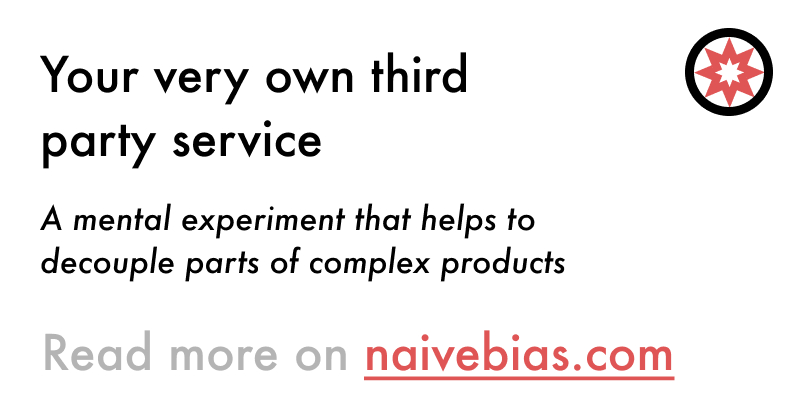 Your very own third
party service
A mental experiment that helps to
decouple parts of complex products
Read more on naivebias.com